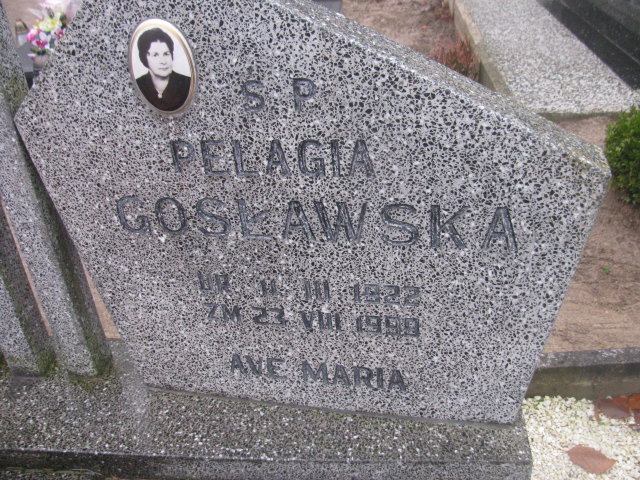 S.P.
PELAGIA
GOSŁAWSKA
UR. 11 III 1922
ZM 23 VIII 1999
AVE MARIA